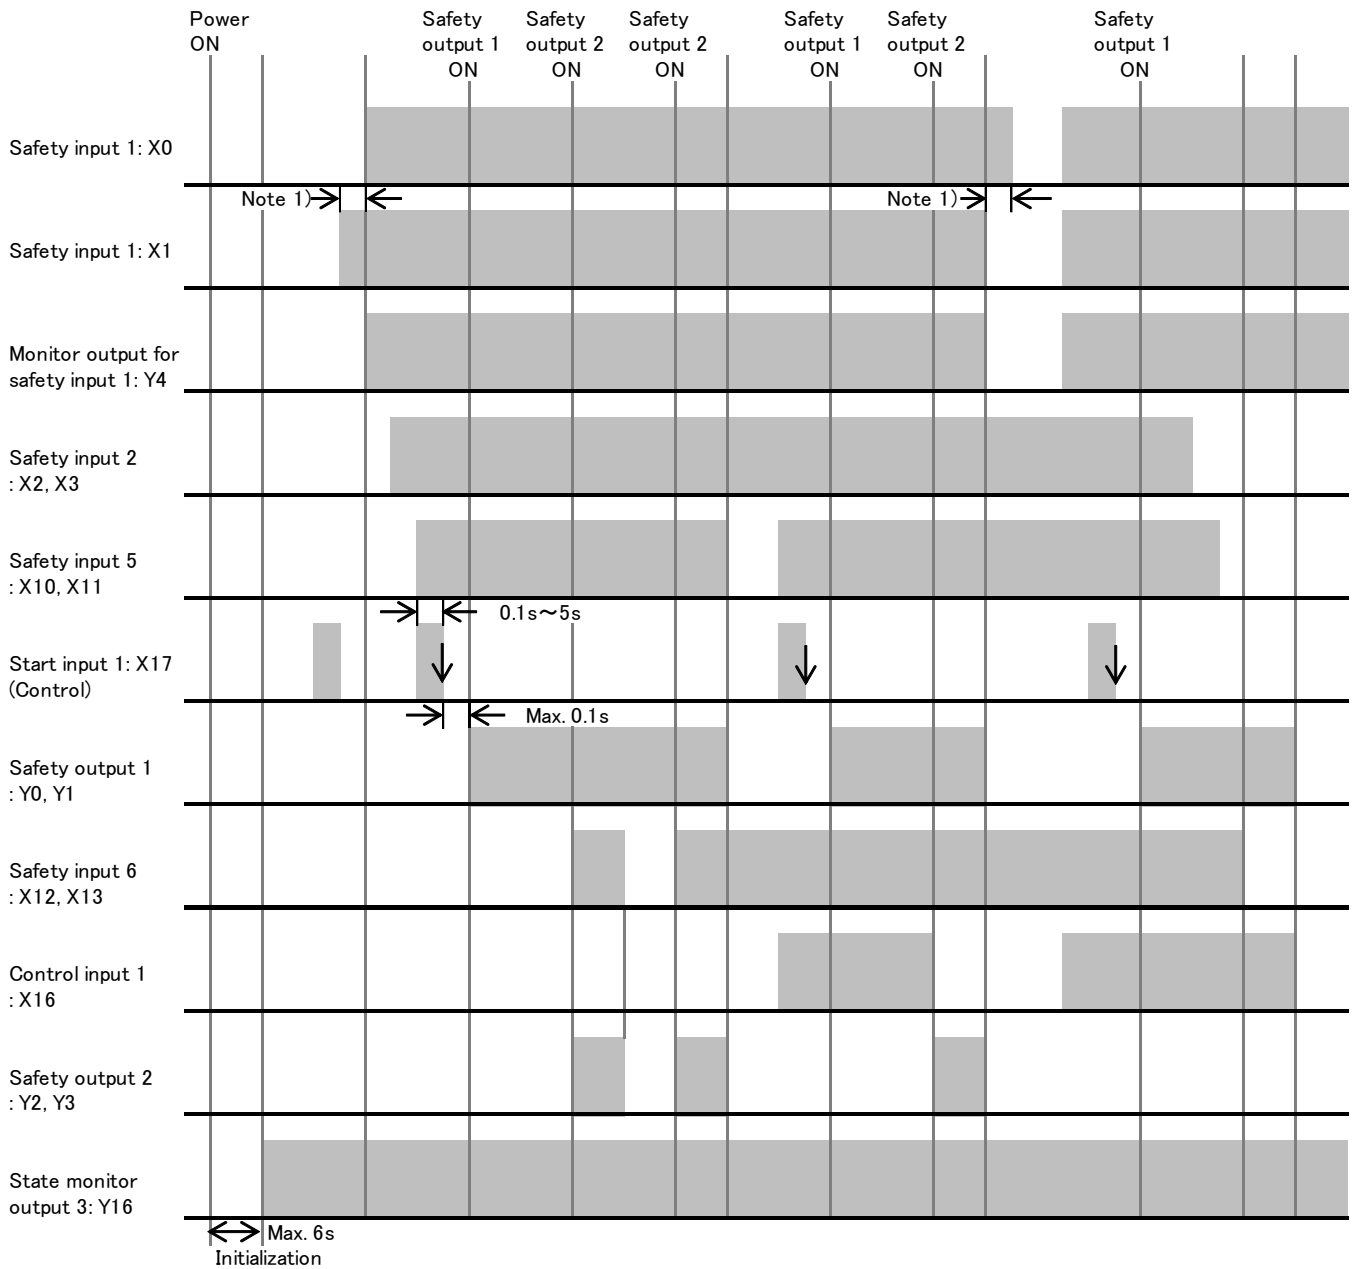 Power
ON
Safety
output 1
ON
Safety
output 2
ON
Safety
output 2
ON
Safety
output 1
ON
Safety
output 2
ON
Safety
output 1
ON
Safety input 1: X0
Note 1)
Note 1)
Safety input 1: X1
Monitor output for
safety input 1: Y4
Safety input 2
: X2, X3
Safety input 5
: X10, X11
0.1s～5s
Start input 1: X17
(Control)
Max. 0.1s
Safety output 1
: Y0, Y1
Safety input 6
: X12, X13
Control input 1
: X16
Safety output 2
: Y2, Y3
State monitor
output 3: Y16
Max. 6s
Initialization